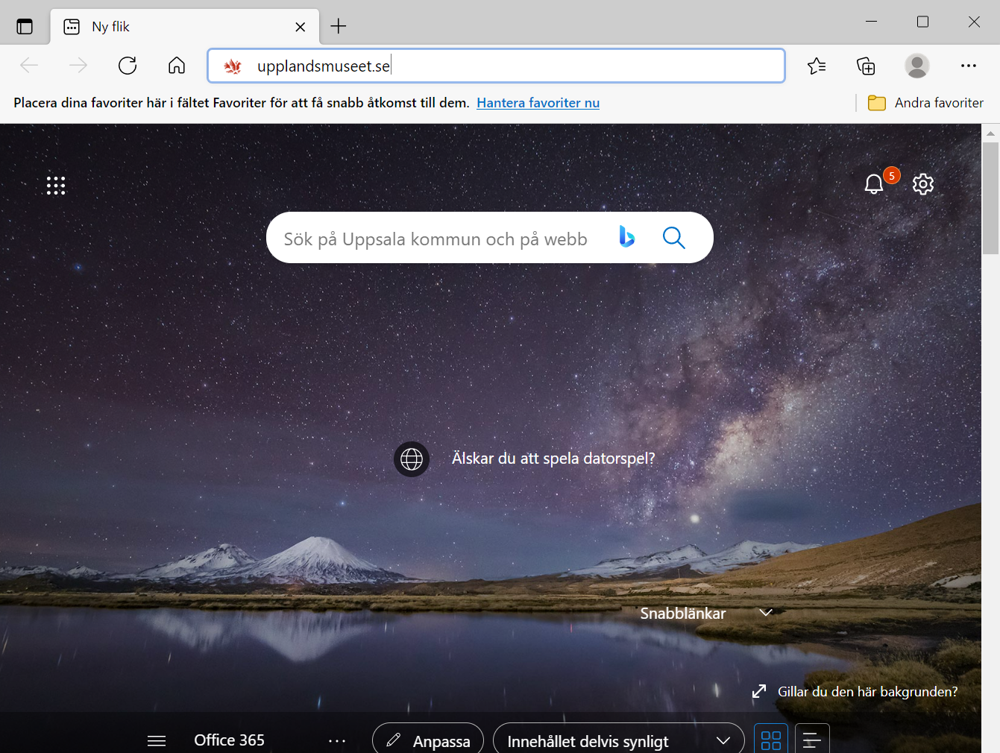 Ny flik
upplandsmuseet.se
Placera dina favoriter här i fältet Favoriter för att få snabb åtkomst till dem. Hantera favoriter nu
Andra favoriter
5
Sök på Uppsala kommun och på webb
Älskar du att spela datorspel?
Snabblänkar
Gillar du den här bakgrunden?
Office 365
Anpassa
Innehållet delvis synligt